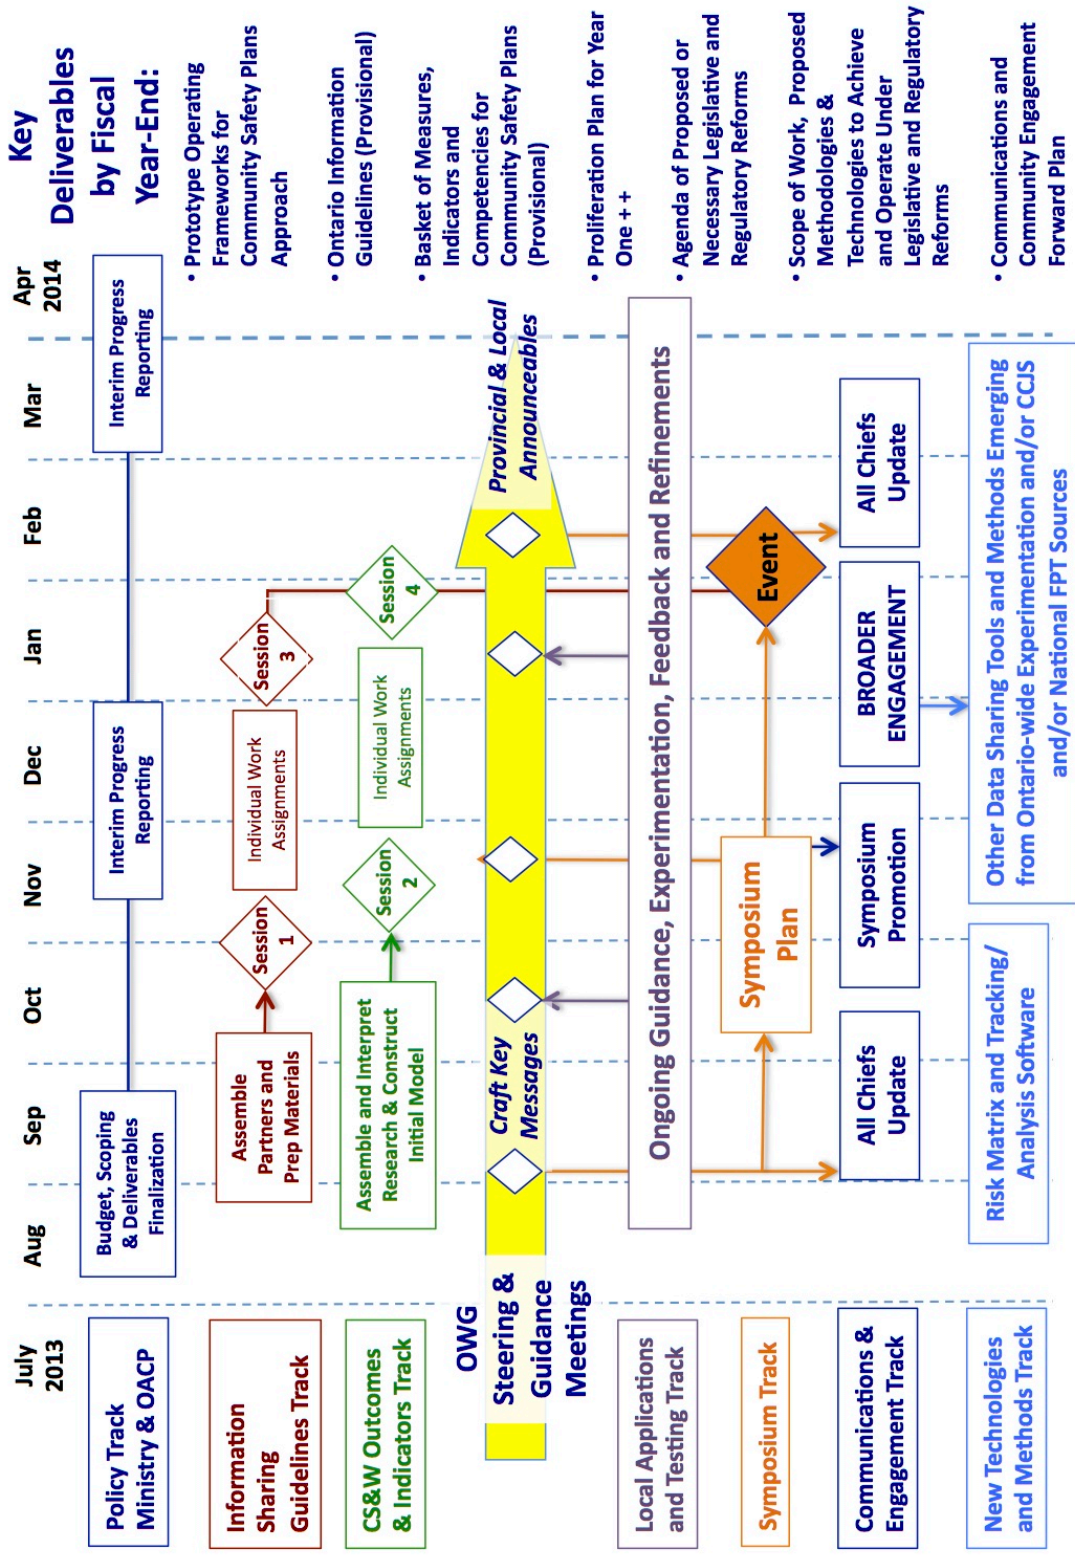 July
2013
Aug
Sep
Oct
Nov
Dec
Jan
Feb
Mar
Apr
2014
Key
Deliverables
by Fiscal
Year-End:
Policy Track
Ministry & OACP
Budget, Scoping
& Deliverables
Finalization
Interim Progress
Reporting
Interim Progress
Reporting
• Prototype Operating
Frameworks for
Community Safety Plans
Approach
Information
Sharing
Guidelines Track
Assemble
Partners and
Prep Materials
Session
1
Individual Work
Assignments
Session
3
• Ontario Information
Guidelines (Provisional)
CS&W Outcomes
& Indicators Track
Assemble and Interpret
Research & Construct
Initial Model
Session
2
Individual Work
Assignments
Session
4
• Basket of Measures,
Indicators and
Competencies for
Community Safety Plans
(Provisional)
OWG
Steering &
Guidance
Meetings
Craft Key
Messages
Provincial & Local
Announceables
• Proliferation Plan for Year
One + +
Local Applications
and Testing Track
Ongoing Guidance, Experimentation, Feedback and Refinements
• Agenda of Proposed or
Necessary Legislative and
Regulatory Reforms
Symposium Track
Symposium
Plan
Event
• Scope of Work, Proposed
Methodologies &
Technologies to Achieve
and Operate Under
Legislative and Regulatory
Reforms
Communications &
Engagement Track
All Chiefs
Update
Symposium
Promotion
BROADER
ENGAGEMENT
All Chiefs
Update
• Communications and
Community Engagement
Forward Plan
New Technologies
and Methods Track
Risk Matrix and Tracking/
Analysis Software
Other Data Sharing Tools and Methods Emerging
from Ontario-wide Experimentation and/or CCJS
and/or National FPT Sources